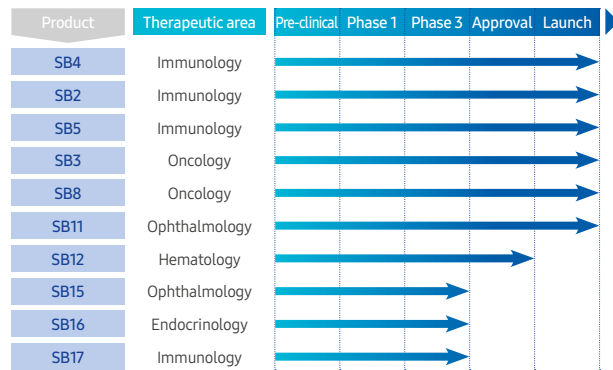 Product Therapeutic area Pre-clinical Phase 1 Phase 3 Approval Launch
SB4 Immunology
SB2 Immunology
SB5 Immunology
SB3 Oncology
SB8 Oncology
SB11 Ophthalmology
SB12 Hematology
SB15 Ophthalmology
SB16 Endocrinology
SB17 Immunology